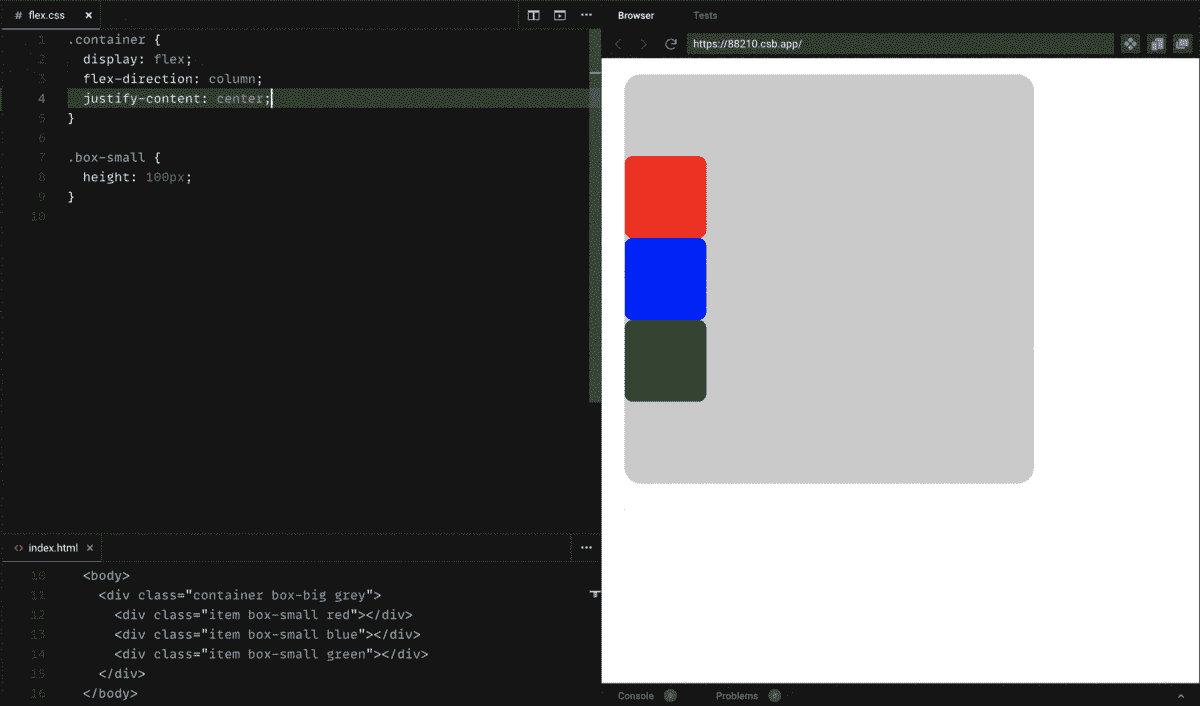 # flex.css ×
1 .container {
2 display: flex;
3 flex-direction: column;
4 justify-content: center;
5 }
6
7 .box-small {
8 height: 100px;
9 }
10
<> index.html ×
10 <body>
11 <div class="container box-big grey">
12 <div class="item box-small red"></div>
13 <div class="item box-small blue"></div>
14 <div class="item box-small green"></div>
15 </div>
16 </body>
Browser Tests
https://88210.csb.app/
Console Problems